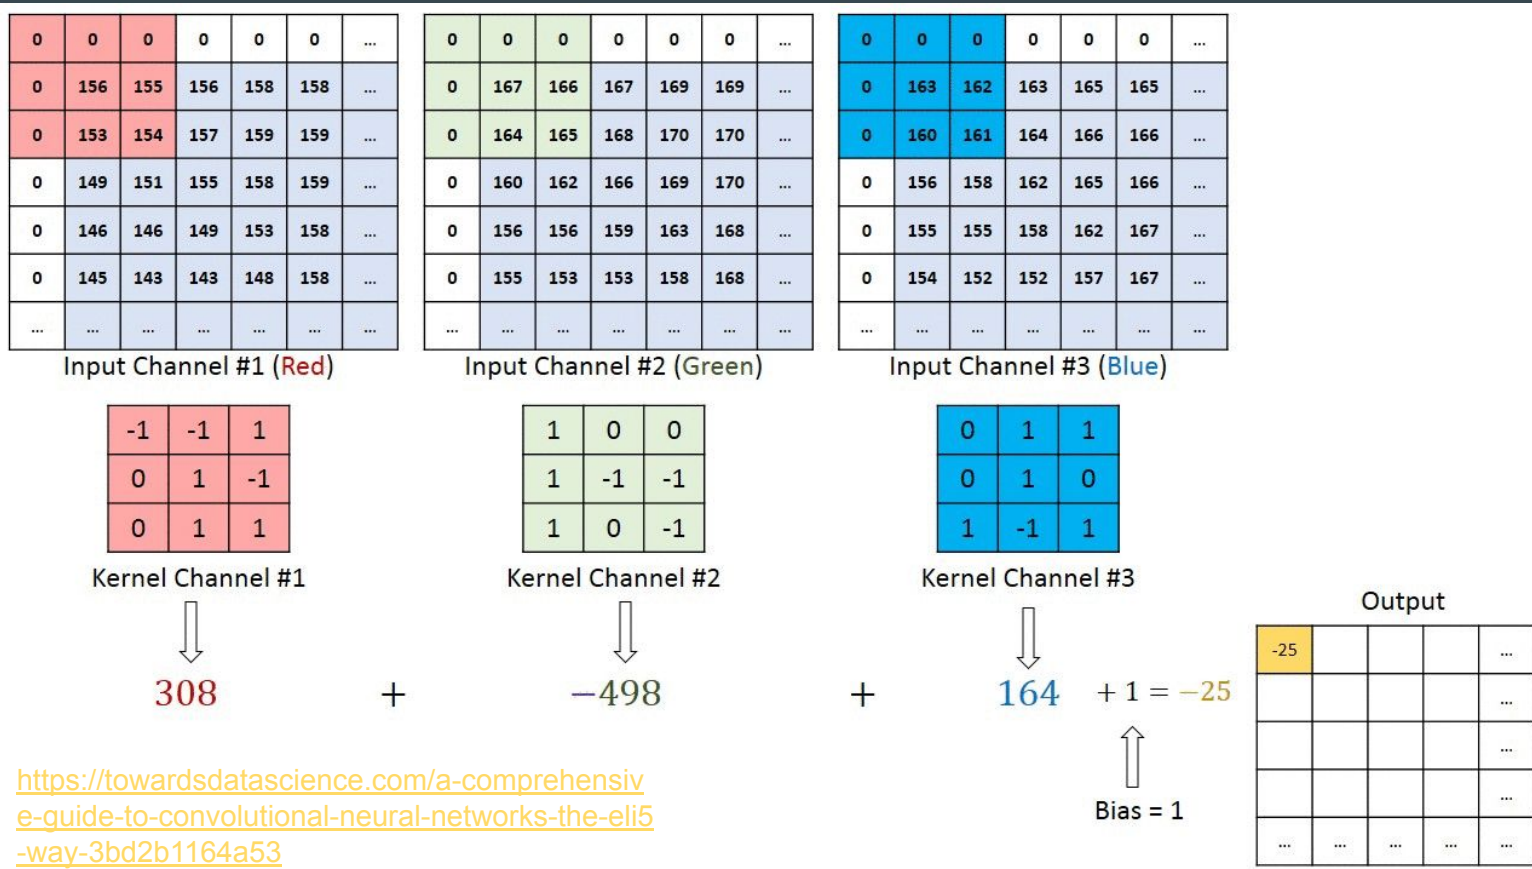 0 0 0 0 0 0 ...
0 156 155 156 158 158 ...
0 153 154 157 159 159 ...
0 149 151 155 158 159 ...
0 146 146 149 153 158 ...
0 145 143 143 148 158 ...
... ... ... ... ... ... ...
Input Channel #1 (Red)
0 0 0 0 0 0 ...
0 167 166 167 169 169 ...
0 164 165 168 170 170 ...
0 160 162 166 169 170 ...
0 156 156 159 163 168 ...
0 155 153 153 158 168 ...
... ... ... ... ... ... ...
Input Channel #2 (Green)
0 0 0 0 0 0 ...
0 163 162 163 165 165 ...
0 160 161 164 166 166 ...
0 156 158 162 165 166 ...
0 155 155 158 162 167 ...
0 154 152 152 157 167 ...
... ... ... ... ... ... ...
Input Channel #3 (Blue)
-1 -1 1
0 1 -1
0 1 1
Kernel Channel #1
1 0 0
1 -1 -1
1 0 -1
Kernel Channel #2
0 1 1
0 1 0
1 -1 1
Kernel Channel #3
308 + −498 + 164 + 1 = −25
Bias = 1
Output
-25 ...
...
...
...
... ... ... ... ...
https://towardsdatascience.com/a-comprehensiv
e-guide-to-convolutional-neural-networks-the-eli5
-way-3bd2b1164a53